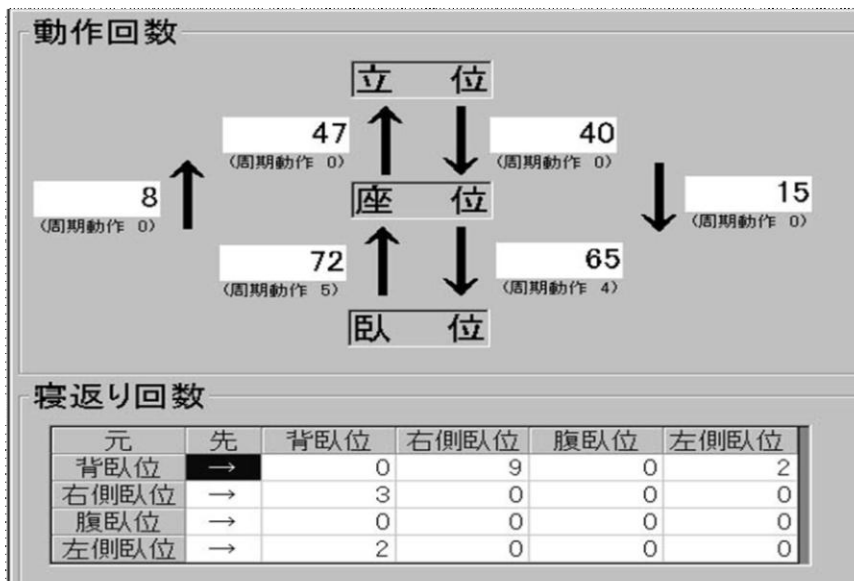 動作回数
立 位
47 40
(周期動作 0) (周期動作 0)
8 座 位 15
(周期動作 0) (周期動作 0)
72 65
(周期動作 5) (周期動作 4)
臥 位
寝返り回数
元 先 背臥位 右側臥位 腹臥位 左側臥位
背臥位 → 0 9 0 2
右側臥位 → 3 0 0 0
腹臥位 → 0 0 0 0
左側臥位 → 2 0 0 0